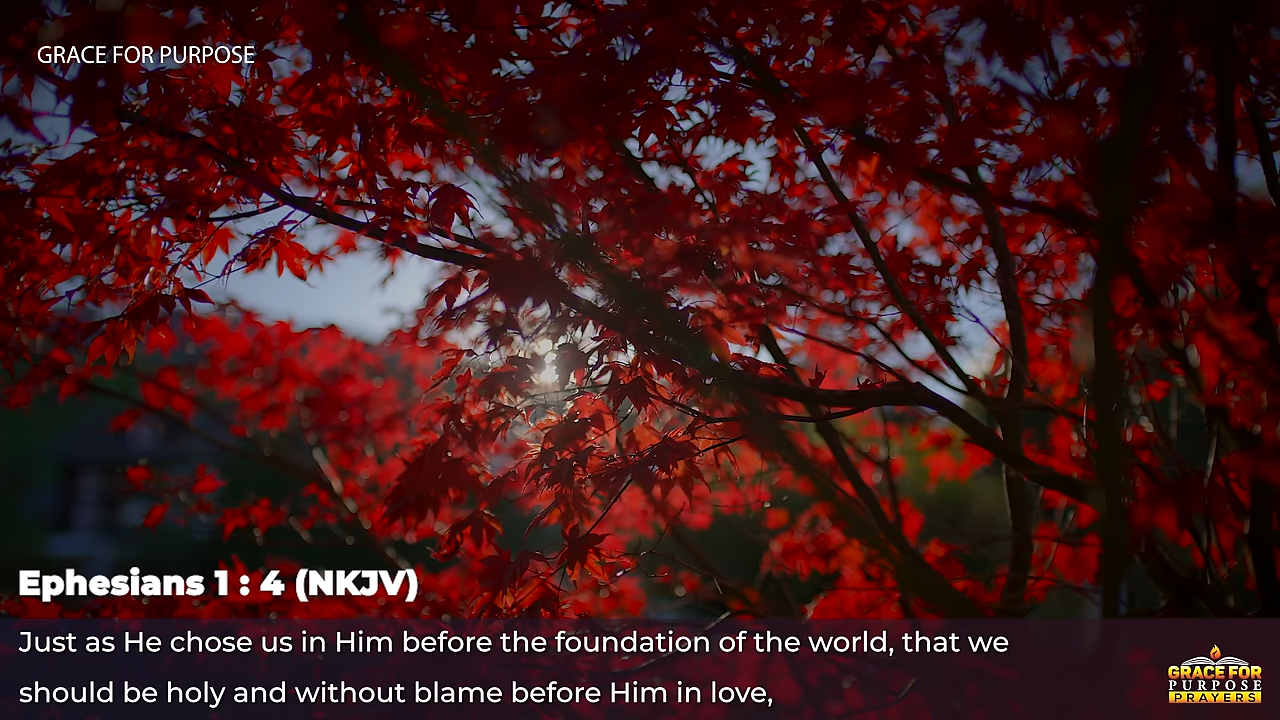 GRACE FOR PURPOSE
Ephesians 1 : 4 (NKJV)
Just as He chose us in Him before the foundation of the world, that we
should be holy and without blame before Him in love,
GRACE FOR
PURPOSE
PRAYERS